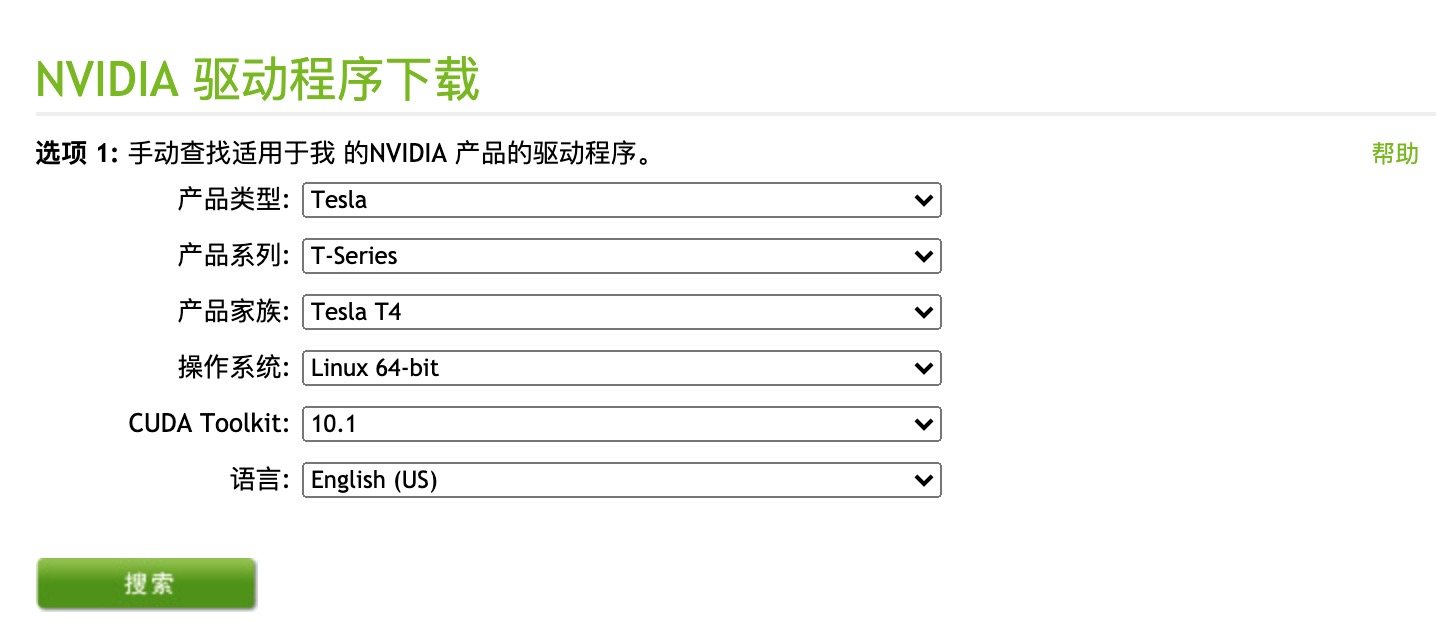 NVIDIA 驱动程序下载
选项 1: 手动查找适用于我 的NVIDIA 产品的驱动程序。 帮助
产品类型: Tesla
产品系列: T-Series
产品家族: Tesla T4
操作系统: Linux 64-bit
CUDA Toolkit: 10.1
语言: English (US)
搜索